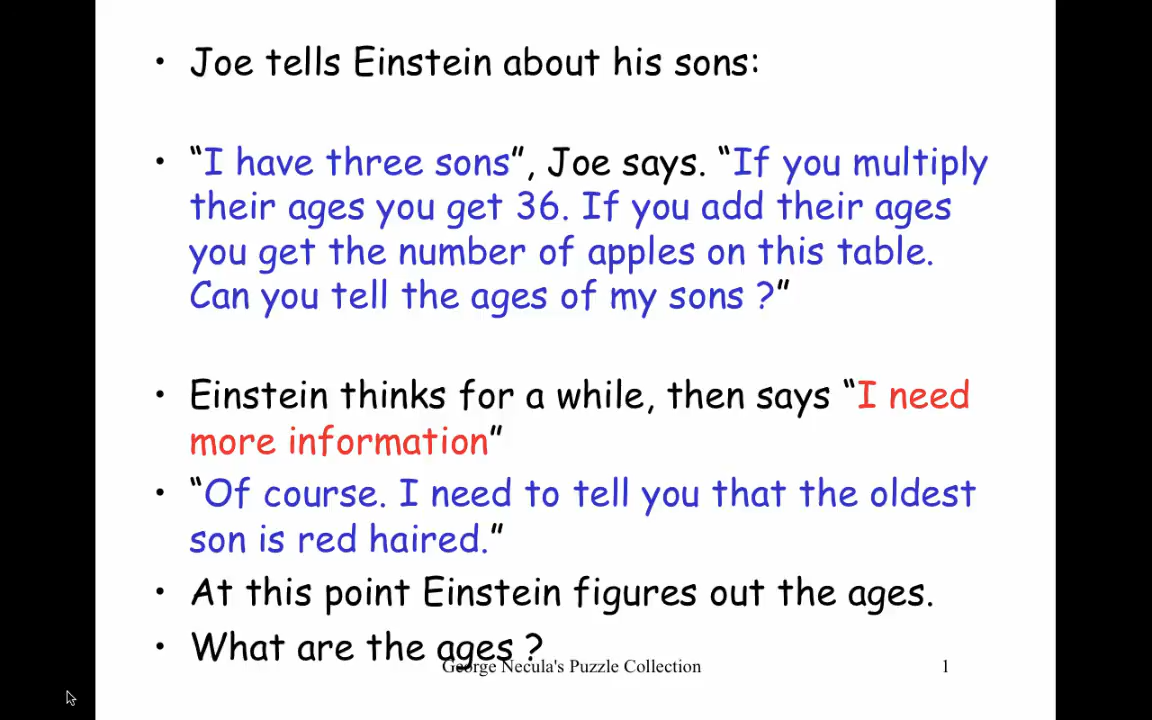 • Joe tells Einstein about his sons:
• “I have three sons”, Joe says. “If you multiply
their ages you get 36. If you add their ages
you get the number of apples on this table.
Can you tell the ages of my sons ?”
• Einstein thinks for a while, then says “I need
more information”
• “Of course. I need to tell you that the oldest
son is red haired.”
• At this point Einstein figures out the ages.
• What are the ages ?
George Necula's Puzzle Collection 1